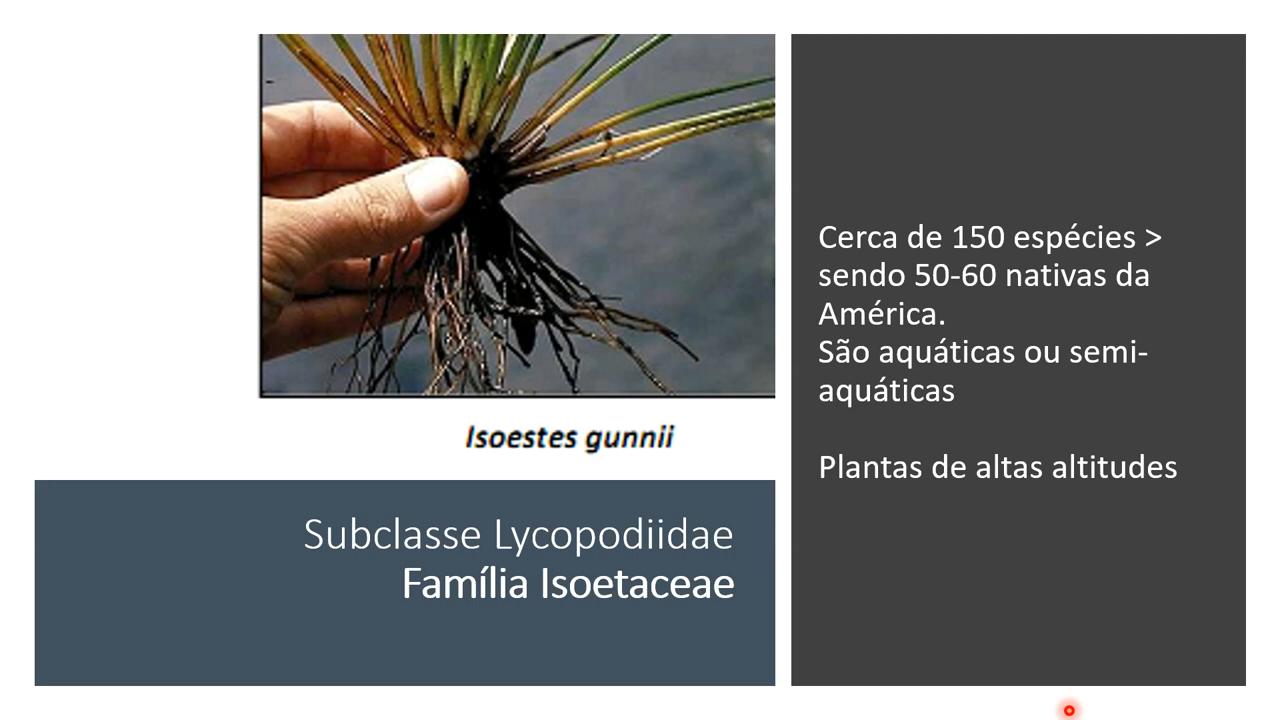 Isoestes gunnii
Subclasse Lycopodiidae
Família Isoetaceae
Cerca de 150 espécies >
sendo 50-60 nativas da
América.
São aquáticas ou semi-
aquáticas
Plantas de altas altitudes